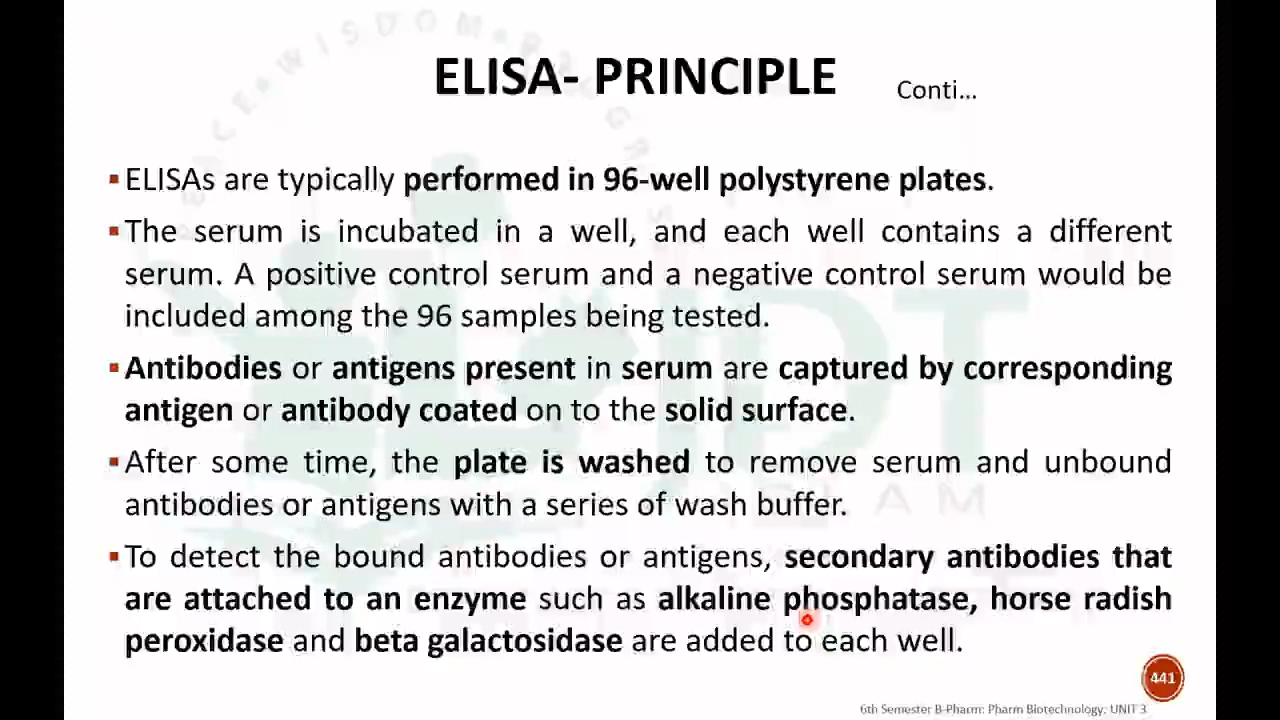 ELISA- PRINCIPLE Conti...
▪ELISAs are typically performed in 96-well polystyrene plates.
▪The serum is incubated in a well, and each well contains a different
serum. A positive control serum and a negative control serum would be
included among the 96 samples being tested.
▪Antibodies or antigens present in serum are captured by corresponding
antigen or antibody coated on to the solid surface.
▪After some time, the plate is washed to remove serum and unbound
antibodies or antigens with a series of wash buffer.
▪To detect the bound antibodies or antigens, secondary antibodies that
are attached to an enzyme such as alkaline phosphatase, horse radish
peroxidase and beta galactosidase are added to each well.
441
6th Semester B-Pharm: Pharm Biotechnology, UNIT 3